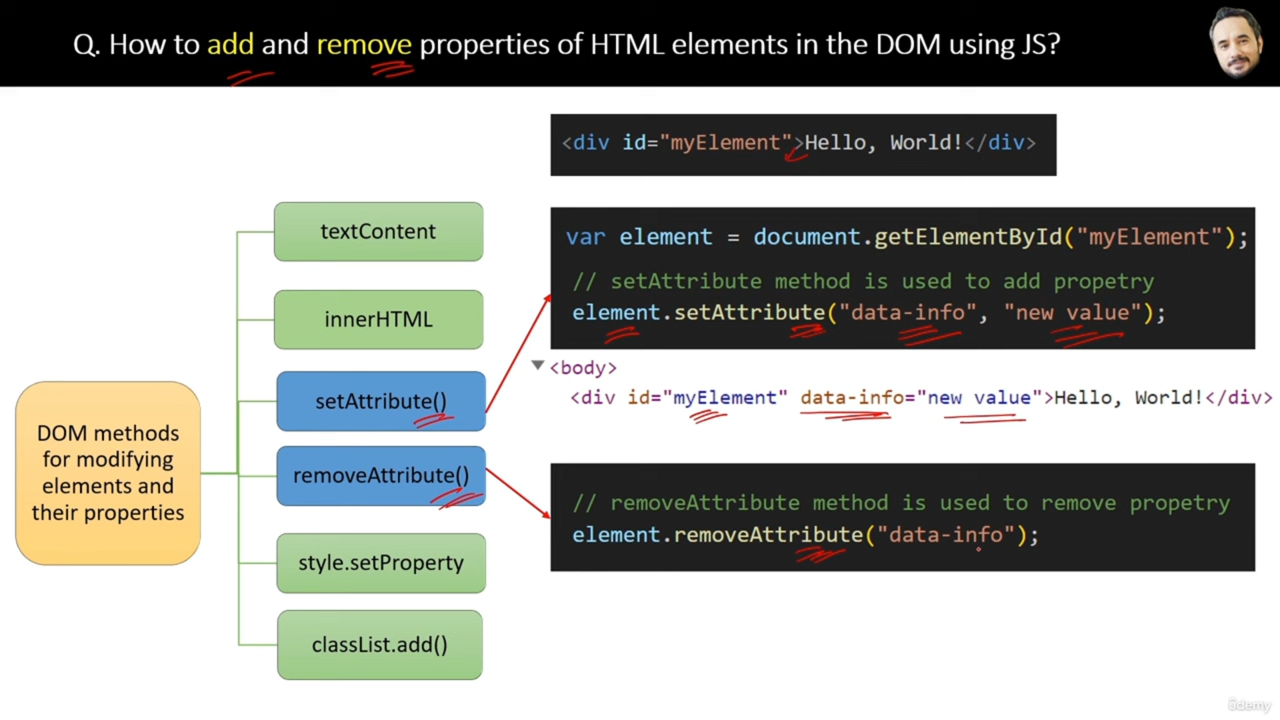 Q. How to add and remove properties of HTML elements in the DOM using JS?
<div id="myElement">Hello, World!</div>
textContent
innerHTML
setAttribute()
removeAttribute()
style.setProperty
classList.add()
DOM methods
for modifying
elements and
their properties
var element = document.getElementById("myElement");
// setAttribute method is used to add propetry
element.setAttribute("data-info", "new value");
<body>
<div id="myElement" data-info="new value">Hello, World!</div>
// removeAttribute method is used to remove propetry
element.removeAttribute("data-info");
ûdemy